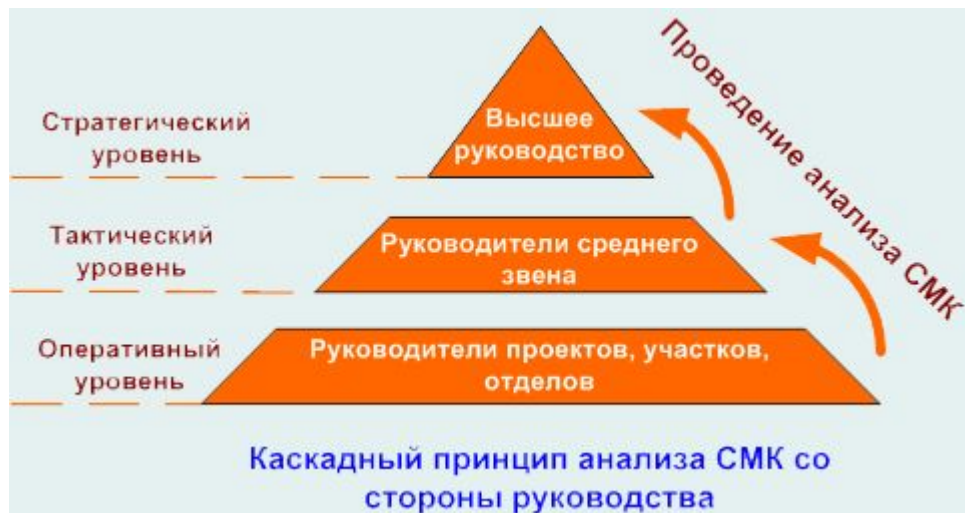 Стратегический
уровень
Высшее
руководство
Проведение анализа СМК
Тактический
уровень
Руководители среднего
звена
Оперативный
уровень
Руководители проектов, участков,
отделов
Каскадный принцип анализа СМК со
стороны руководства